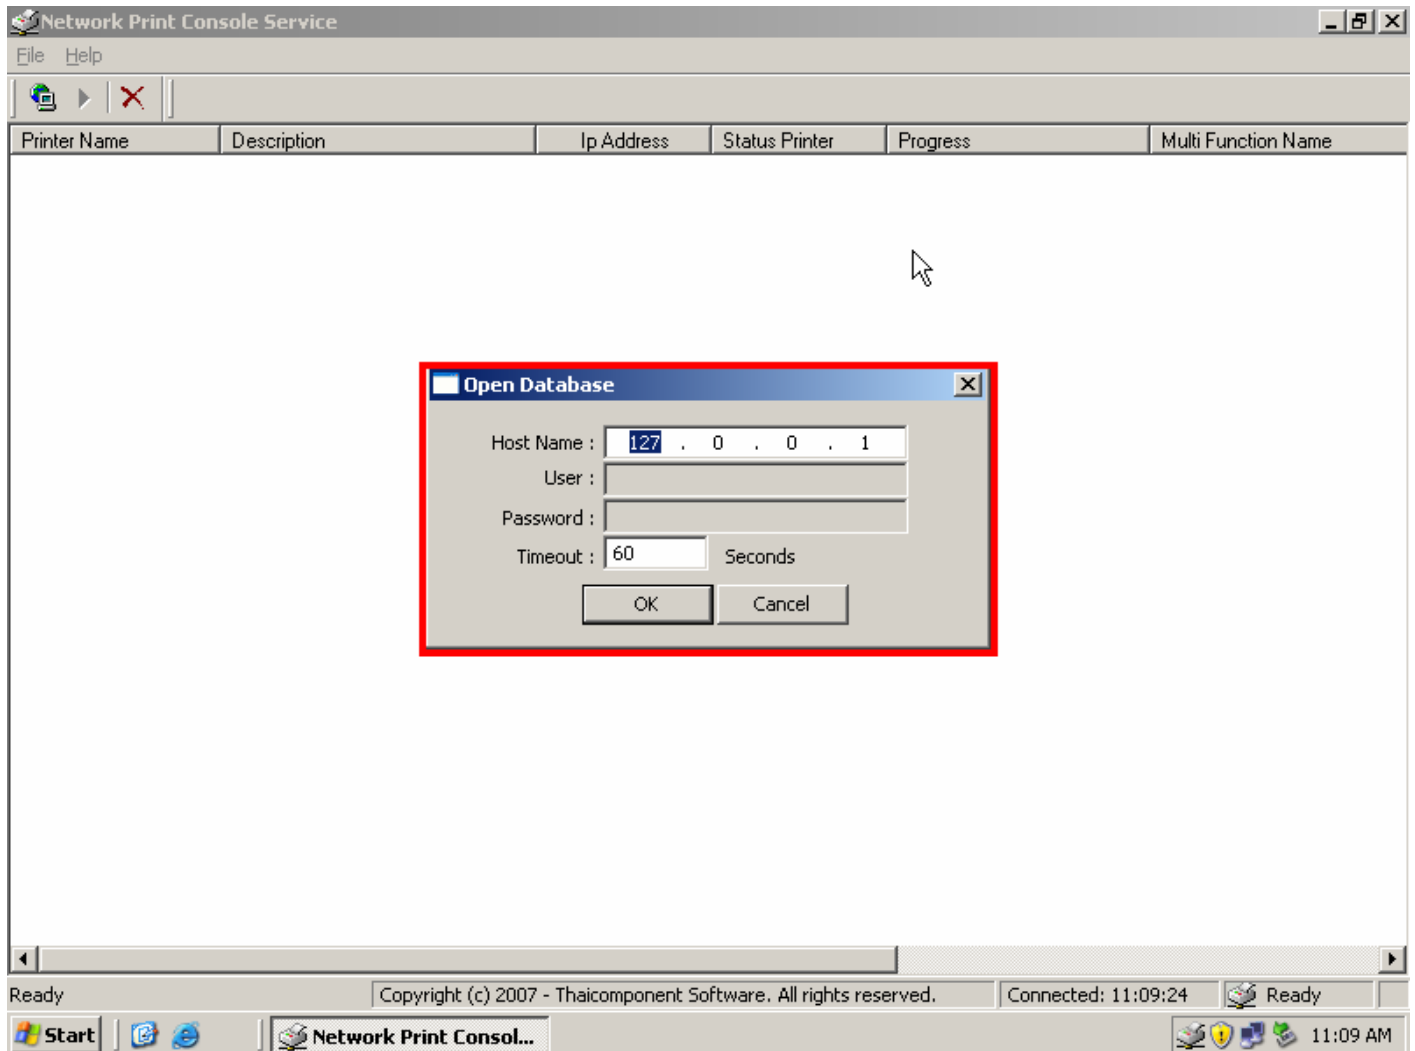 Network Print Console Service
File Help
Printer Name Description Ip Address Status Printer Progress Multi Function Name
Open Database
Host Name : 127 . 0 . 0 . 1
User :
Password :
Timeout : 60 Seconds
OK Cancel
Ready Copyright (c) 2007 - Thaicomponent Software. All rights reserved. Connected: 11:09:24 Ready
Start Network Print Consol... 11:09 AM